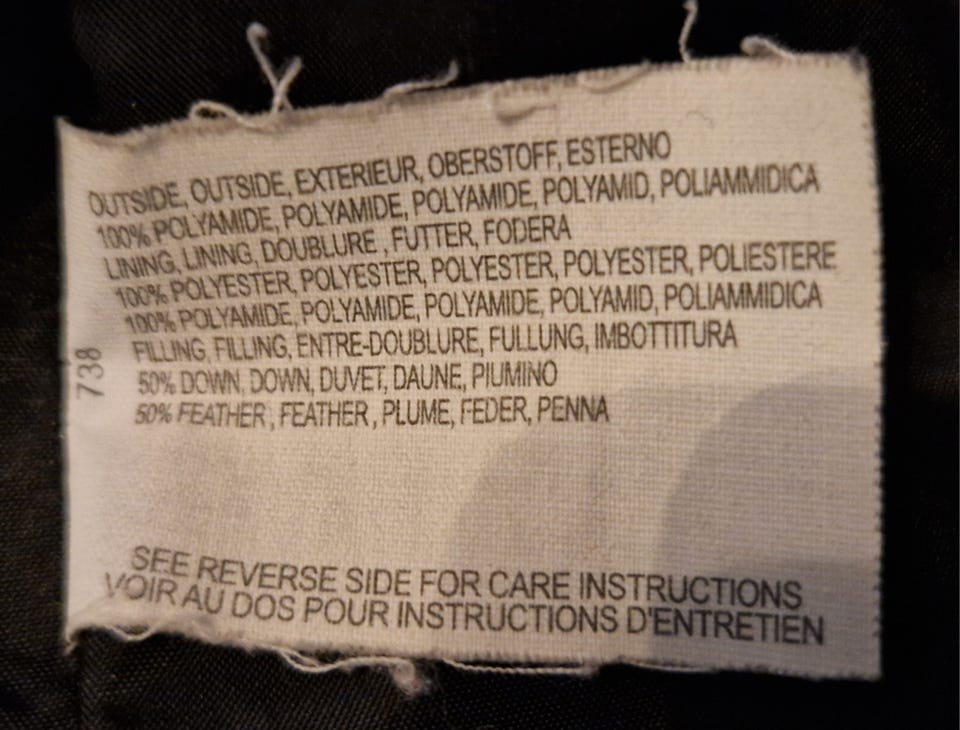 OUTSIDE, OUTSIDE, EXTERIEUR, OBERSTOFF, ESTERNO
100% POLYAMIDE, POLYAMIDE, POLYAMIDE, POLYAMID, POLIAMMIDICA
LINING, LINING, DOUBLURE , FUTTER, FODERA
100% POLYESTER, POLYESTER, POLYESTER, POLYESTER, POLIESTERE
100% POLYAMIDE, POLYAMIDE, POLYAMIDE, POLYAMID, POLIAMMIDICA
FILLING, FILLING, ENTRE-DOUBLURE, FULLUNG, IMBOTTITURA
50% DOWN, DOWN, DUVET, DAUNE, PIUMINO
50% FEATHER , FEATHER , PLUME, FEDER, PENNA
738
SEE REVERSE SIDE FOR CARE INSTRUCTIONS
VOIR AU DOS POUR INSTRUCTIONS D'ENTRETIEN